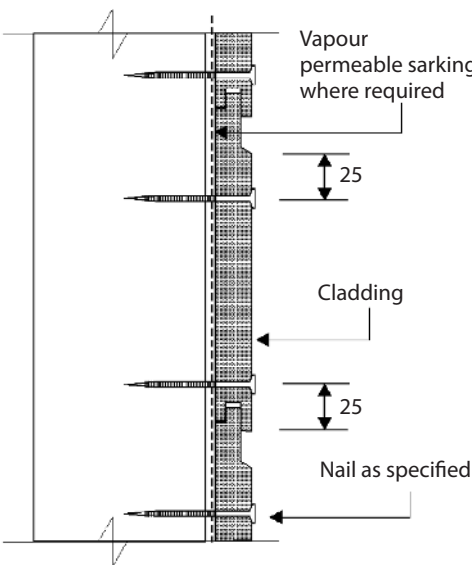 Vapour
permeable sarking
where required
25
Cladding
25
Nail as specified